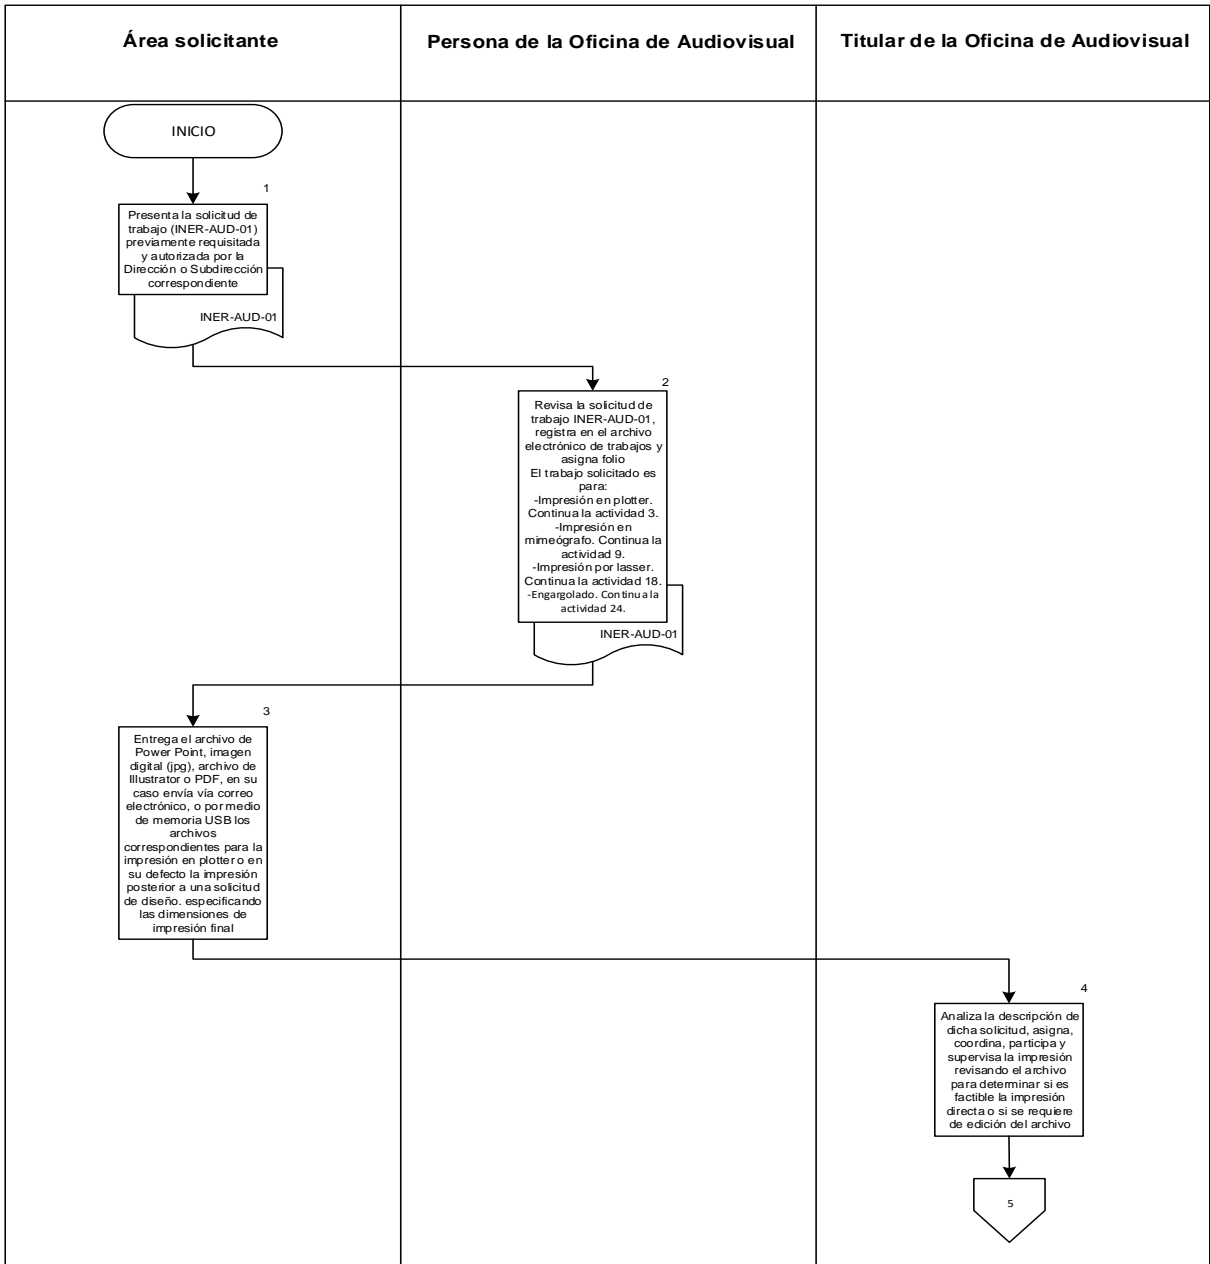 Área solicitante
Persona de la Oficina de Audiovisual
Titular de la Oficina de Audiovisual
INICIO
1
Presenta la solicitud de
trabajo (INER-AUD-01)
previamente requisitada
y autorizada por la
Dirección o Subdirección
correspondiente
INER-AUD-01
2
Revisa la solicitud de
trabajo INER-AUD-01,
registra en el archivo
electrónico de trabajos y
asigna folio
El trabajo solicitado es
para:
-Impresión en plotter.
Continua la actividad 3.
-Impresión en
mimeógrafo. Continua la
actividad 9.
-Impresión por lasser.
Continua la actividad 18.
-Engargolado. Continua la
actividad 24.
INER-AUD-01
3
Entrega el archivo de
Power Point, imagen
digital (jpg), archivo de
Illustrator o PDF, en su
caso envía vía correo
electrónico, o por medio
de memoria USB los
archivos
correspondientes para la
impresión en plotter o en
su defecto la impresión
posterior a una solicitud
de diseño. especificando
las dimensiones de
impresión final
4
Analiza la descripción de
dicha solicitud, asigna,
coordina, participa y
supervisa la impresión
revisando el archivo
para determinar si es
factible la impresión
directa o si se requiere
de edición del archivo
5